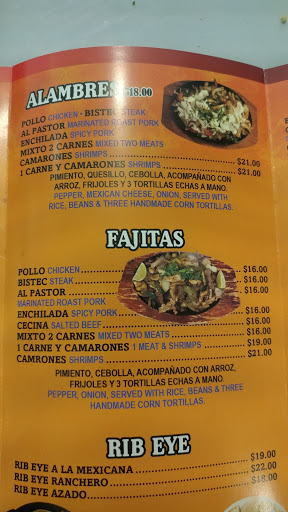 ALAMBRES $18.00
POLLO CHICKEN · BISTEC STEAK
AL PASTOR MARINATED ROAST PORK
ENCHILADA SPICY PORK
MIXTO 2 CARNES MIXED TWO MEATS
CAMARONES SHRIMPS $21.00
1 CARNE Y CAMARONES SHRIMPS $21.00
PIMIENTO, QUESILLO, CEBOLLA, ACOMPAÑADO CON
ARROZ, FRIJOLES Y 3 TORTILLAS ECHAS A MANO.
PEPPER, MEXICAN CHEESE, ONION, SERVED WITH
RICE, BEANS & THREE HANDMADE CORN TORTILLAS.
FAJITAS
POLLO CHICKEN $16.00
BISTEC STEAK $16.00
AL PASTOR $16.00
MARINATED ROAST PORK
ENCHILADA SPICY PORK $16.00
CECINA SALTED BEEF $16.00
MIXTO 2 CARNES MIXED TWO MEATS $16.00
1 CARNE Y CAMARONES 1 MEAT & SHRIMPS $19.00
CAMRONES SHRIMPS $21.00
PIMIENTO, CEBOLLA, ACOMPAÑADO CON ARROZ,
FRIJOLES Y 3 TORTILLAS ECHAS A MANO.
PEPPER, ONION, SERVED WITH RICE, BEANS & THREE
HANDMADE CORN TORTILLAS.
RIB EYE
RIB EYE A LA MEXICANA $19.00
RIB EYE RANCHERO $22.00
RIB EYE AZADO $18.00